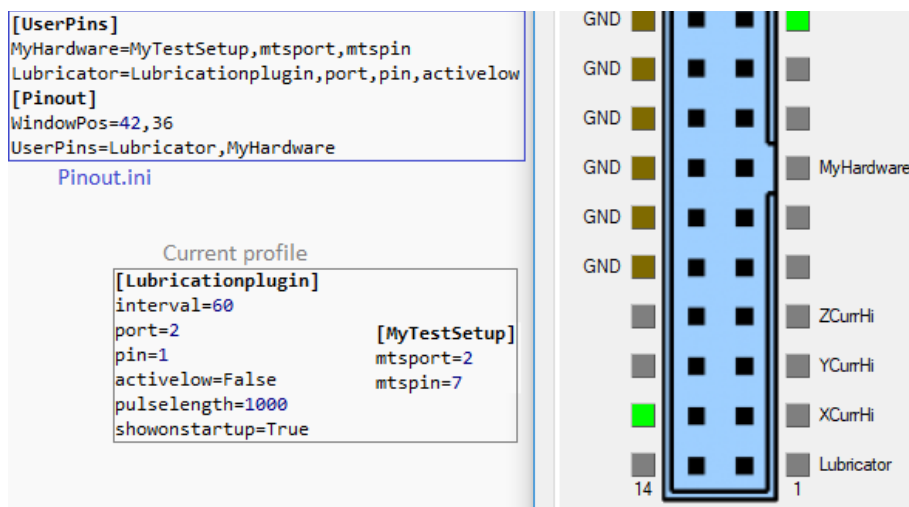 [UserPins]
MyHardware=MyTestSetup,mtsport,mtspin
Lubricator=Lubricationplugin,port,pin,activelow
[Pinout]
WindowPos=42,36
UserPins=Lubricator,MyHardware
Pinout.ini
Current profile
[Lubricationplugin]
interval=60
port=2
pin=1
activelow=False
pulselength=1000
showonstartup=True
[MyTestSetup]
mtsport=2
mtspin=7
GND
GND
GND
GND MyHardware
GND
GND
ZCurrHi
YCurrHi
XCurrHi
Lubricator
14 1